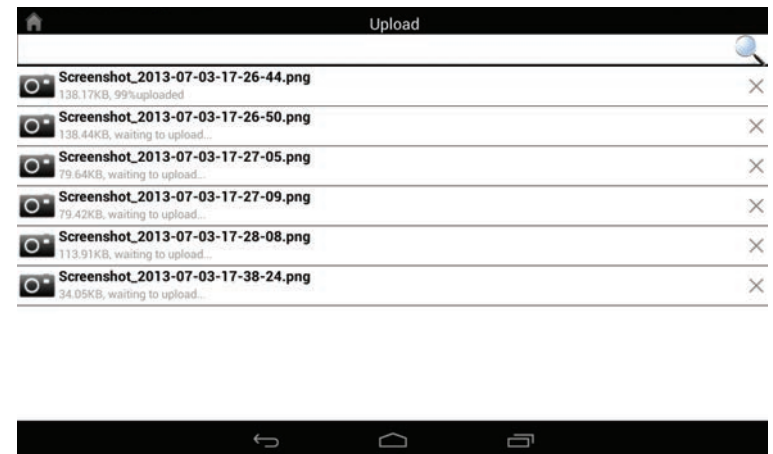 Upload
Screenshot_2013-07-03-17-26-44.png
138.17KB, 99%uploaded
Screenshot_2013-07-03-17-26-50.png
138.44KB, waiting to upload...
Screenshot_2013-07-03-17-27-05.png
79.64KB, waiting to upload...
Screenshot_2013-07-03-17-27-09.png
79.42KB, waiting to upload...
Screenshot_2013-07-03-17-28-08.png
113.91KB, waiting to upload...
Screenshot_2013-07-03-17-38-24.png
34.05KB, waiting to upload...